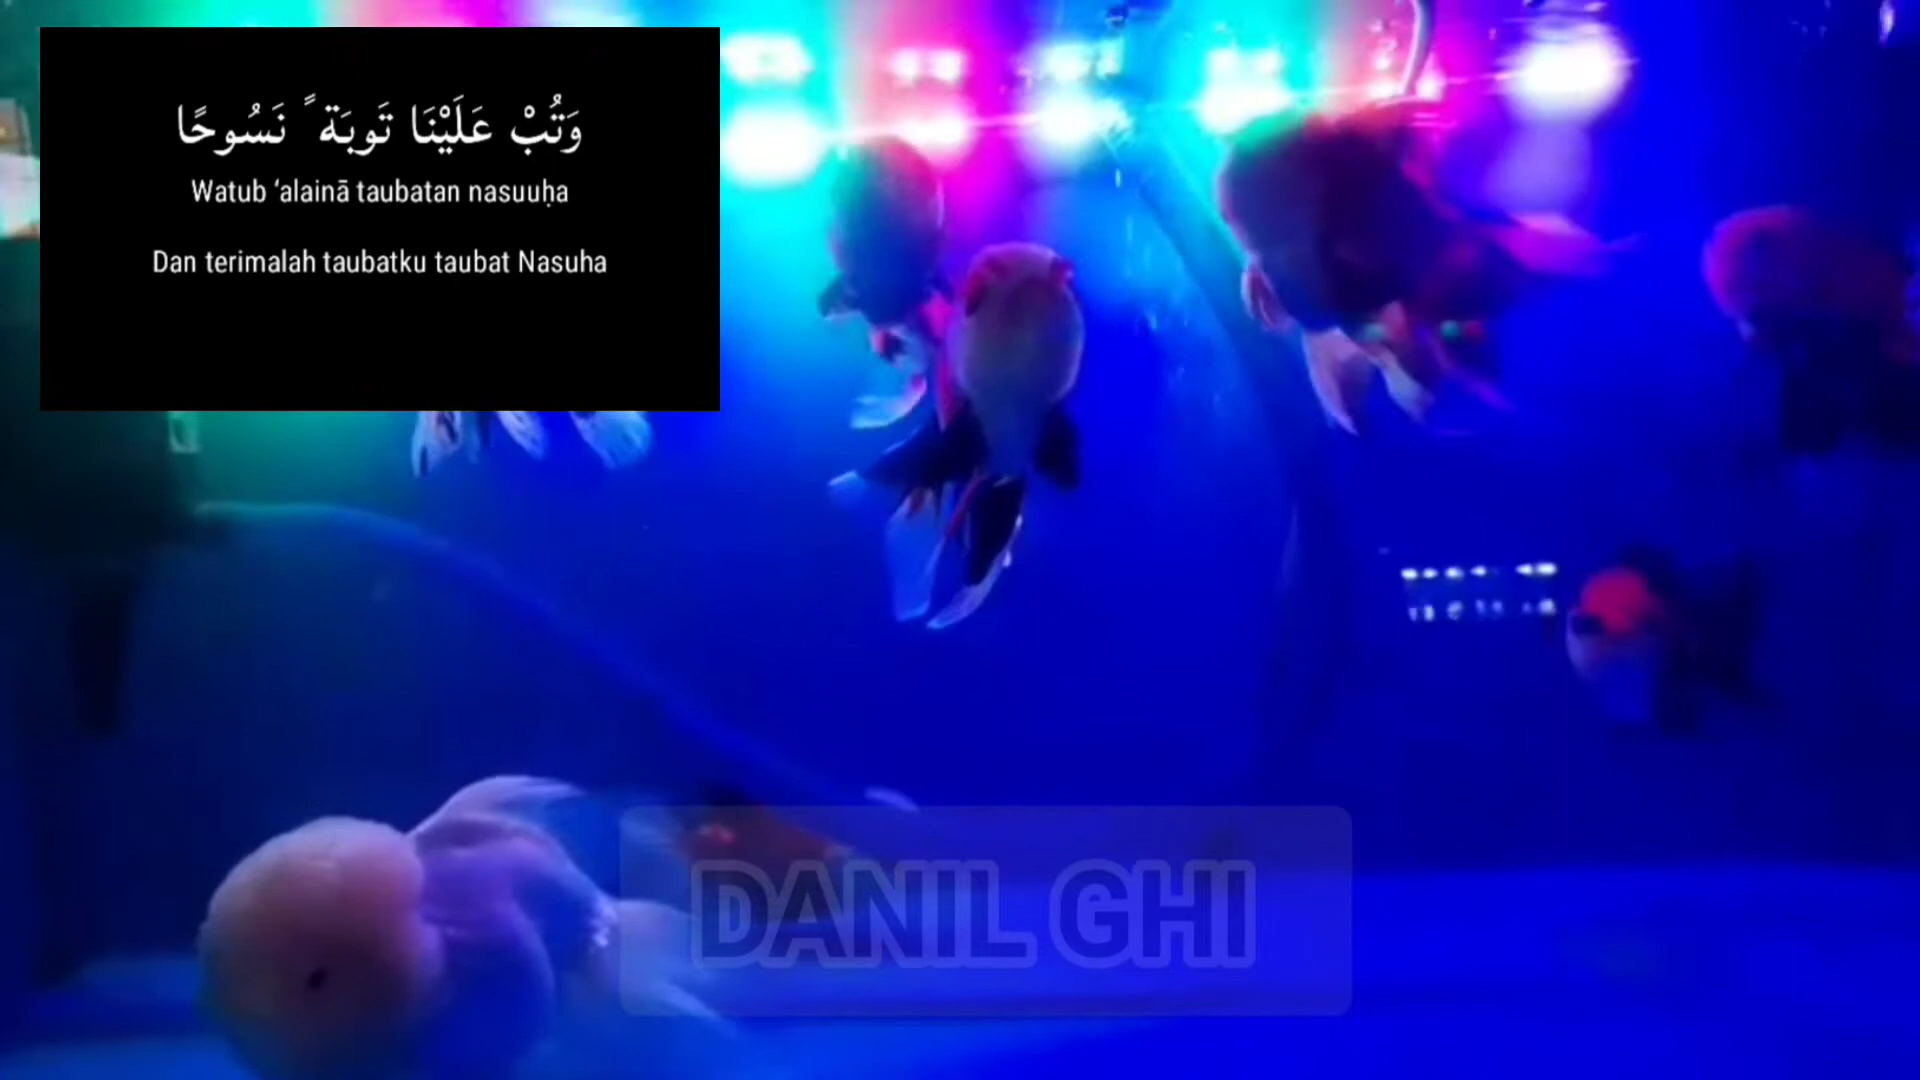 وَتُبْ عَلَيْنَا تَوبَة ً نَسُوحًا
Watub ‘alainā taubatan nasuuḥa
Dan terimalah taubatku taubat Nasuha
DANIL GHI